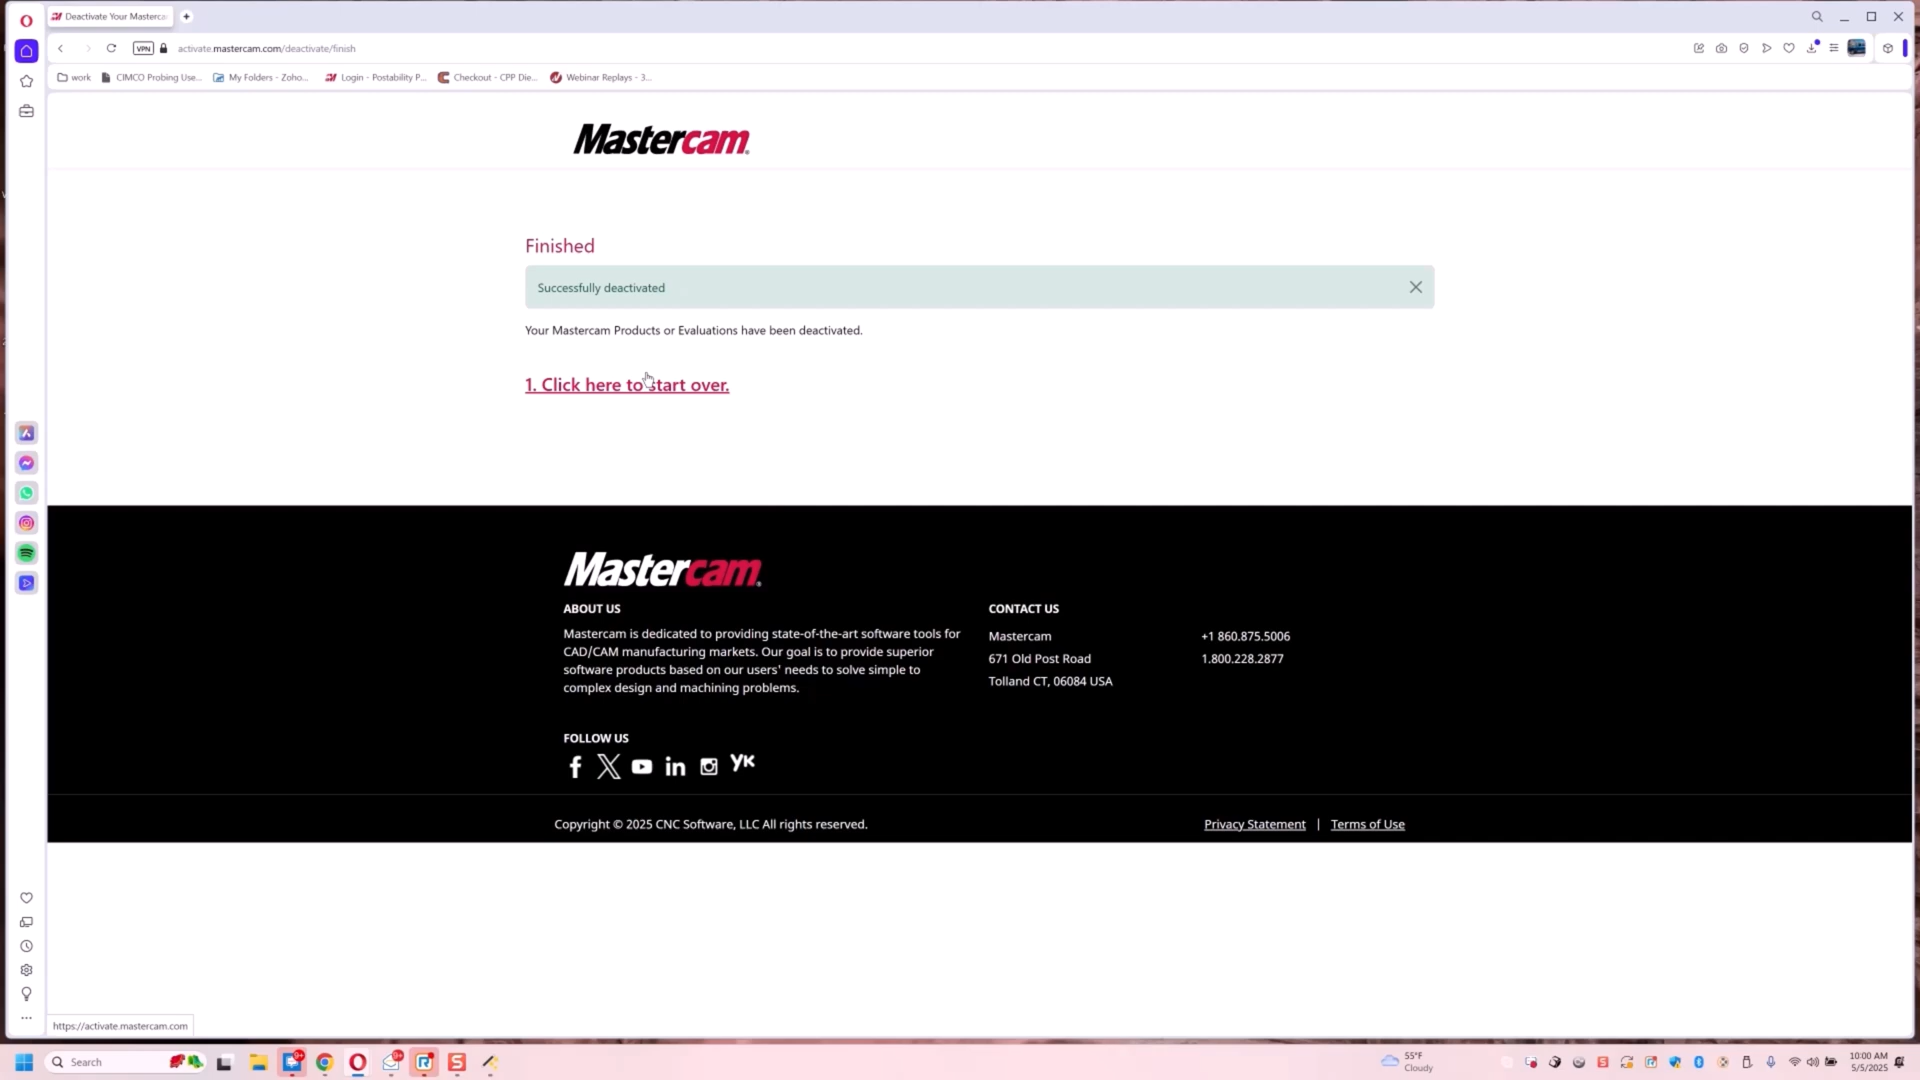 Deactivate Your Masterca
VPN
activate.mastercam.com/deactivate/finish
work
CIMCO Probing Use...
My Folders - Zoho...
Login - Postability P...
Checkout - CPP Die...
Webinar Replays - 3...
Mastercam
Finished
Successfully deactivated
Your Mastercam Products or Evaluations have been deactivated.
1. Click here to start over.
Mastercam
ABOUT US
Mastercam is dedicated to providing state-of-the-art software tools for
CAD/CAM manufacturing markets. Our goal is to provide superior
software products based on our users' needs to solve simple to
complex design and machining problems.
CONTACT US
Mastercam
671 Old Post Road
Tolland CT, 06084 USA
+1 860.875.5006
1.800.228.2877
FOLLOW US
Copyright © 2025 CNC Software, LLC All rights reserved.
Privacy Statement | Terms of Use
https://activate.mastercam.com
Search
9+
9+
55°F
Cloudy
10:00 AM
5/5/2025